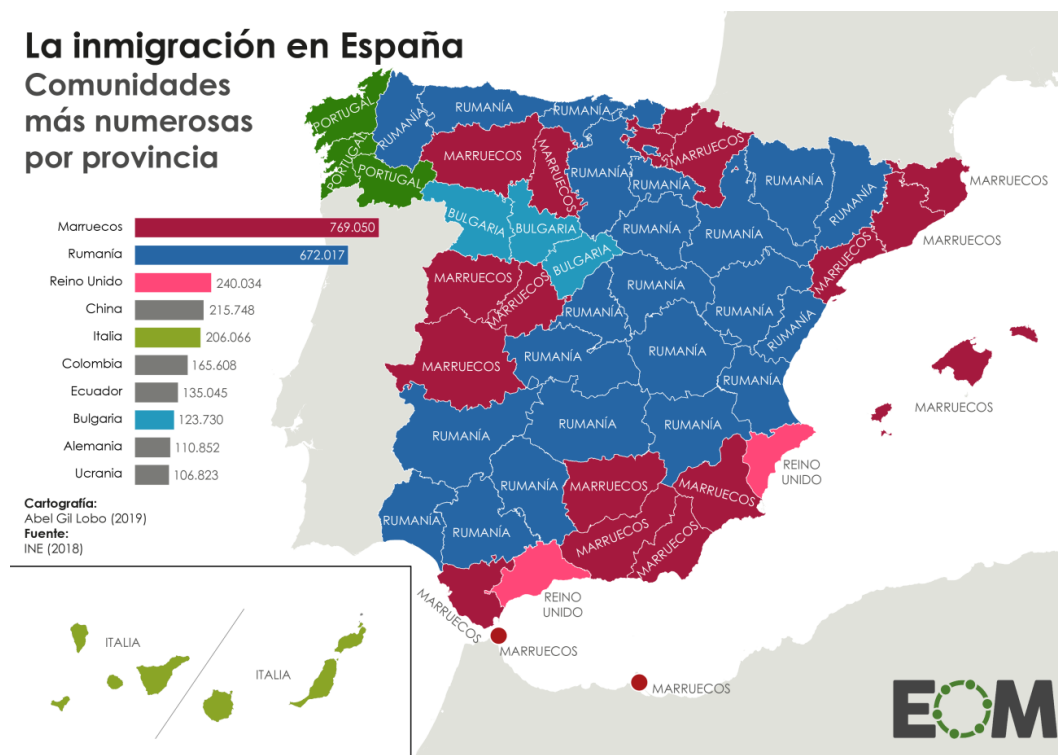 La inmigración en España
Comunidades
más numerosas
por provincia
Marruecos 769.050
Rumanía 672.017
Reino Unido 240.034
China 215.748
Italia 206.066
Colombia 165.608
Ecuador 135.045
Bulgaria 123.730
Alemania 110.852
Ucrania 106.823
Cartografía:
Abel Gil Lobo (2019)
Fuente:
INE (2018)
PORTUGAL
PORTUGAL
PORTUGAL
RUMANÍA
RUMANÍA
RUMANÍA
MARRUECOS
MARRUECOS
MARRUECOS
RUMANÍA
RUMANÍA
RUMANÍA
RUMANÍA
MARRUECOS
MARRUECOS
MARRUECOS
BULGARIA
BULGARIA
BULGARIA
RUMANÍA
RUMANÍA
MARRUECOS
MARRUECOS
RUMANÍA
RUMANÍA
RUMANÍA
RUMANÍA
MARRUECOS
RUMANÍA
RUMANÍA
RUMANÍA
MARRUECOS
RUMANÍA
RUMANÍA
RUMANÍA
REINO
UNIDO
RUMANÍA
RUMANÍA
RUMANÍA
MARRUECOS
MARRUECOS
MARRUECOS
MARRUECOS
MARRUECOS
REINO
UNIDO
MARRUECOS
MARRUECOS
ITALIA
ITALIA
EOM